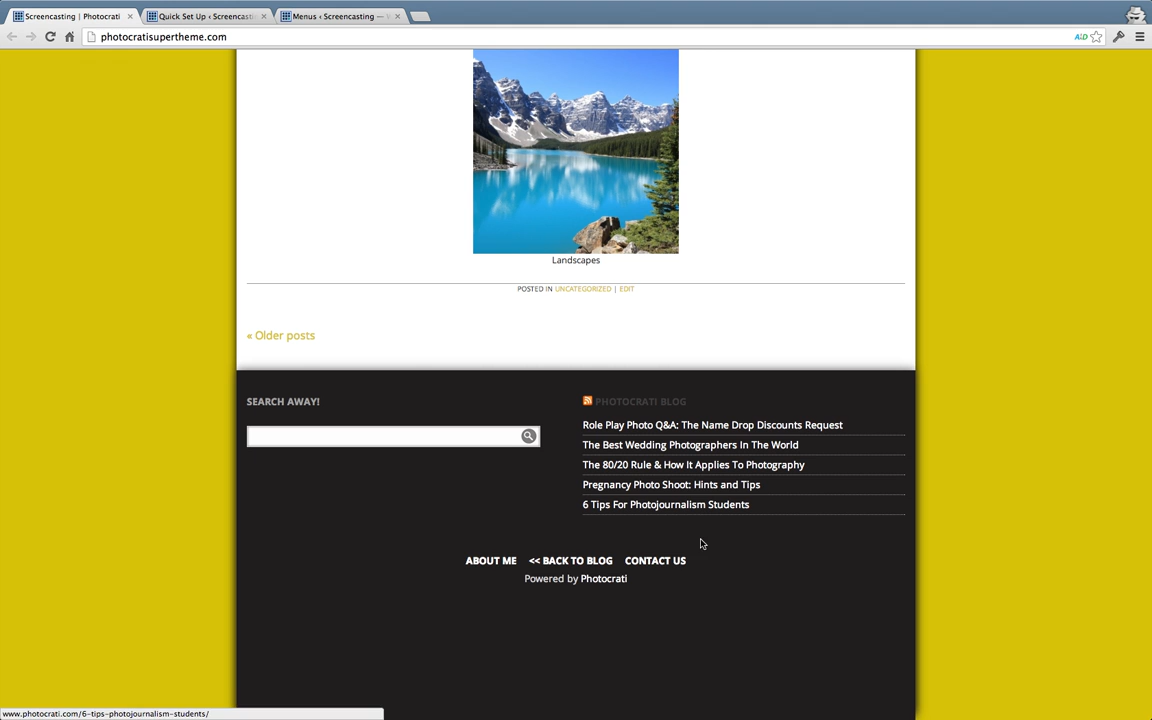 Screencasting | Photocrati
Quick Set Up ‹ Screencasti
Menus ‹ Screencasting — 
photocratisupertheme.com
Landscapes
POSTED IN UNCATEGORIZED | EDIT
« Older posts
SEARCH AWAY!
PHOTOCRATI BLOG
Role Play Photo Q&A: The Name Drop Discounts Request
The Best Wedding Photographers In The World
The 80/20 Rule & How It Applies To Photography
Pregnancy Photo Shoot: Hints and Tips
6 Tips For Photojournalism Students
ABOUT ME << BACK TO BLOG CONTACT US
Powered by Photocrati
www.photocrati.com/6-tips-photojournalism-students/